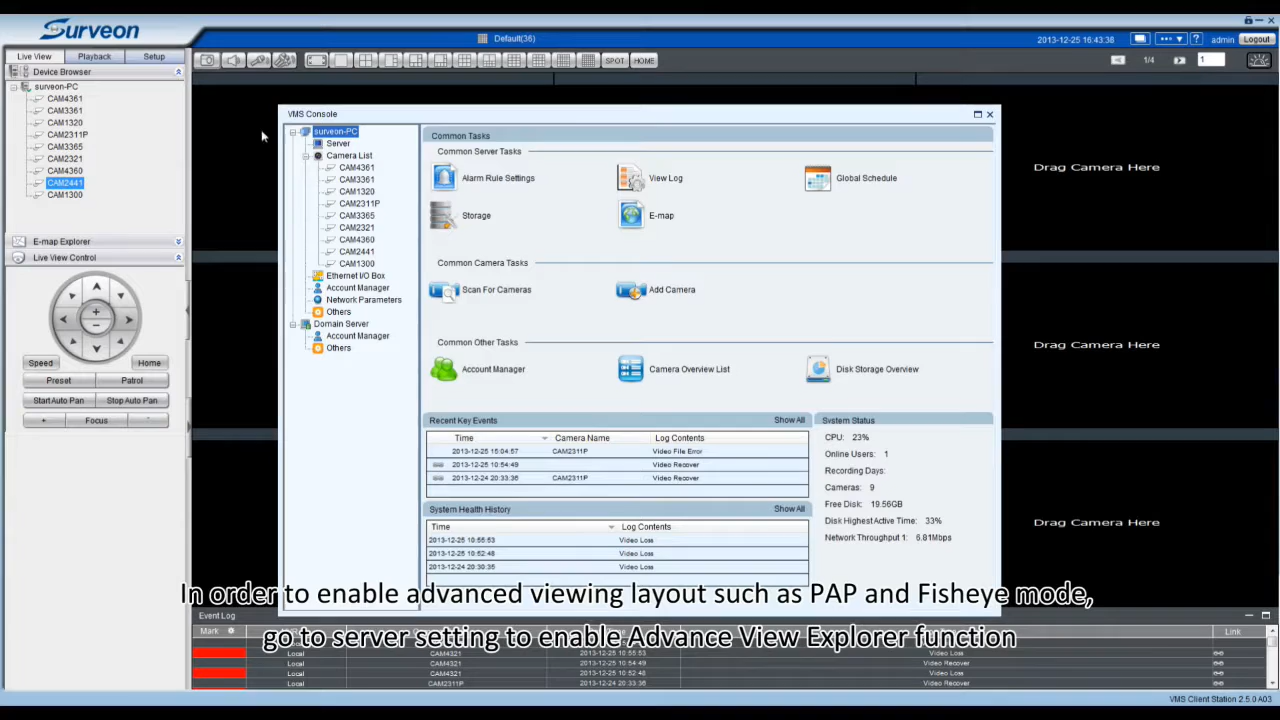 Surveon
Default(36)
2013-12-25 16:43:38
? admin Logout
Live View Playback Setup
SPOT HOME
1/4 1
Device Browser
surveon-PC
CAM4361
CAM3361
CAM1320
CAM2311P
CAM3365
CAM2321
CAM4360
CAM2441
CAM1300
E-map Explorer
Live View Control
+
−
Speed Home
Preset Patrol
Start Auto Pan Stop Auto Pan
+ Focus -
VMS Console
surveon-PC
Server
Camera List
CAM4361
CAM3361
CAM1320
CAM2311P
CAM3365
CAM2321
CAM4360
CAM2441
CAM1300
Ethernet I/O Box
Account Manager
Network Parameters
Others
Domain Server
Account Manager
Others
Common Tasks
Common Server Tasks
Alarm Rule Settings View Log Global Schedule
Storage E-map
Common Camera Tasks
Scan For Cameras Add Camera
Common Other Tasks
Account Manager Camera Overview List Disk Storage Overview
Recent Key Events Show All
Time Camera Name Log Contents
2013-12-25 15:04:57 CAM2311P Video File Error
2013-12-25 10:54:49 Video Recover
2013-12-24 20:33:36 CAM2311P Video Recover
System Health History Show All
Time Log Contents
2013-12-25 10:55:53 Video Loss
2013-12-25 10:52:48 Video Loss
2013-12-24 20:30:35 Video Loss
System Status
CPU: 23%
Online Users: 1
Recording Days:
Cameras: 9
Free Disk: 19.56GB
Disk Highest Active Time: 33%
Network Throughput 1: 6.81Mbps
Drag Camera Here
Drag Camera Here
Drag Camera Here
In order to enable advanced viewing layout such as PAP and Fisheye mode,
go to server setting to enable Advance View Explorer function
Event Log
Mark Link
Local CAM4321 2013-12-25 10:55:53 Video Loss
Local CAM4321 2013-12-25 10:54:49 Video Recover
Local CAM4321 2013-12-25 10:52:48 Video Loss
Local CAM2311P 2013-12-24 20:33:36 Video Recover
VMS Client Station 2.5.0 A03